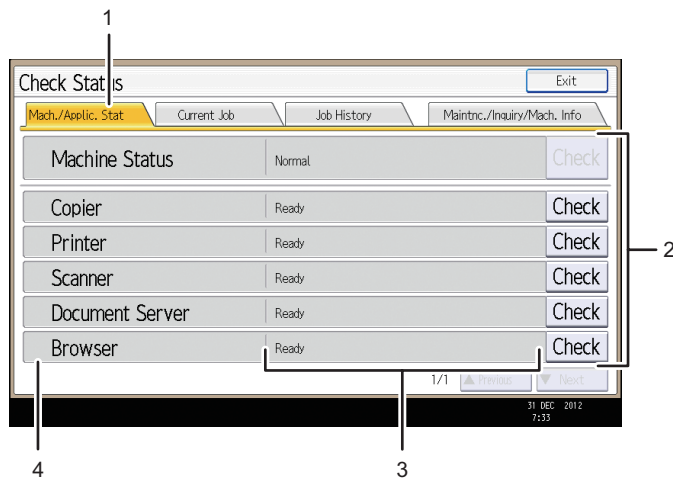 1
Check Status
Exit
Mach./Applic. Stat
Current Job
Job History
Maintnc./Inquiry/Mach. Info
Machine Status
Normal
Check
Copier
Ready
Check
Printer
Ready
Check
Scanner
Ready
Check
Document Server
Ready
Check
Browser
Ready
Check
2
1/1
▲ Previous
▼ Next
31 DEC 2012
7:33
4
3